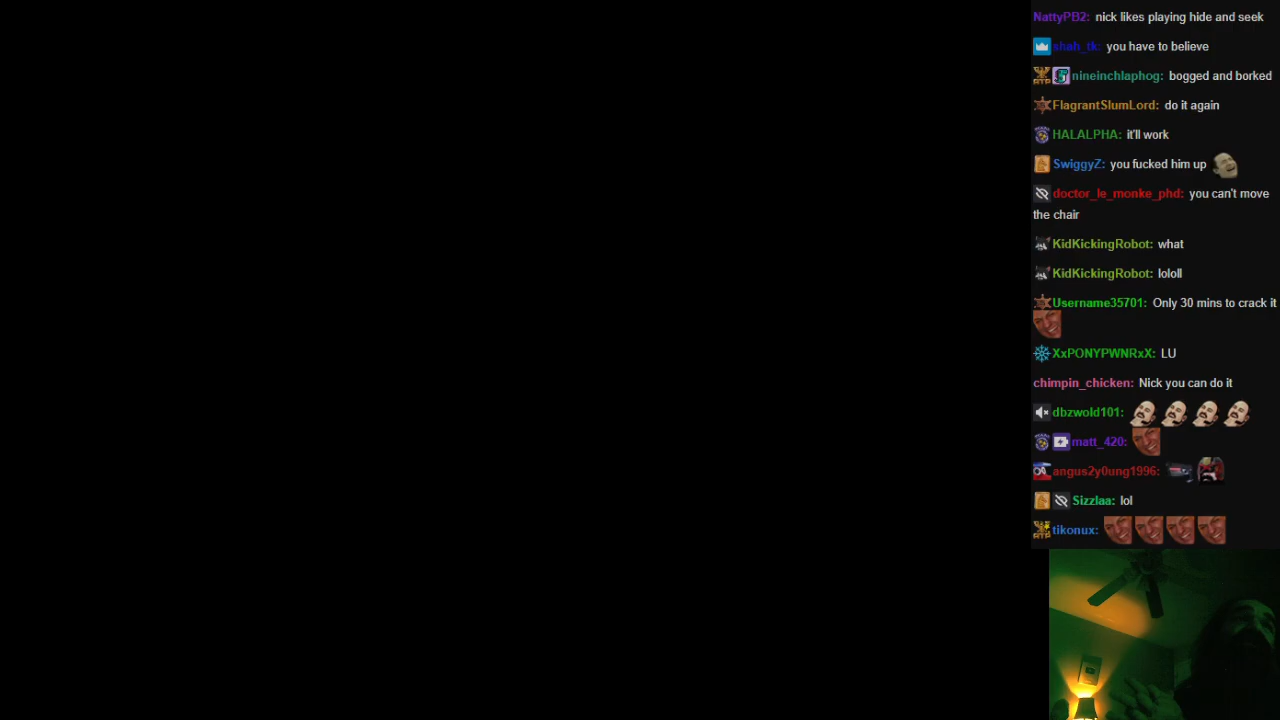 NattyPB2: nick likes playing hide and seek
shah_tk: you have to believe
nineinchlaphog: bogged and borked
FlagrantSlumLord: do it again
HALALPHA: it'll work
SwiggyZ: you fucked him up
doctor_le_monke_phd: you can't move
the chair
KidKickingRobot: what
KidKickingRobot: lololl
Username35701: Only 30 mins to crack it
XxPONYPWNRxX: LU
chimpin_chicken: Nick you can do it
dbzwold101:
matt_420:
angus2y0ung1996:
Sizzlaa: lol
tikonux: